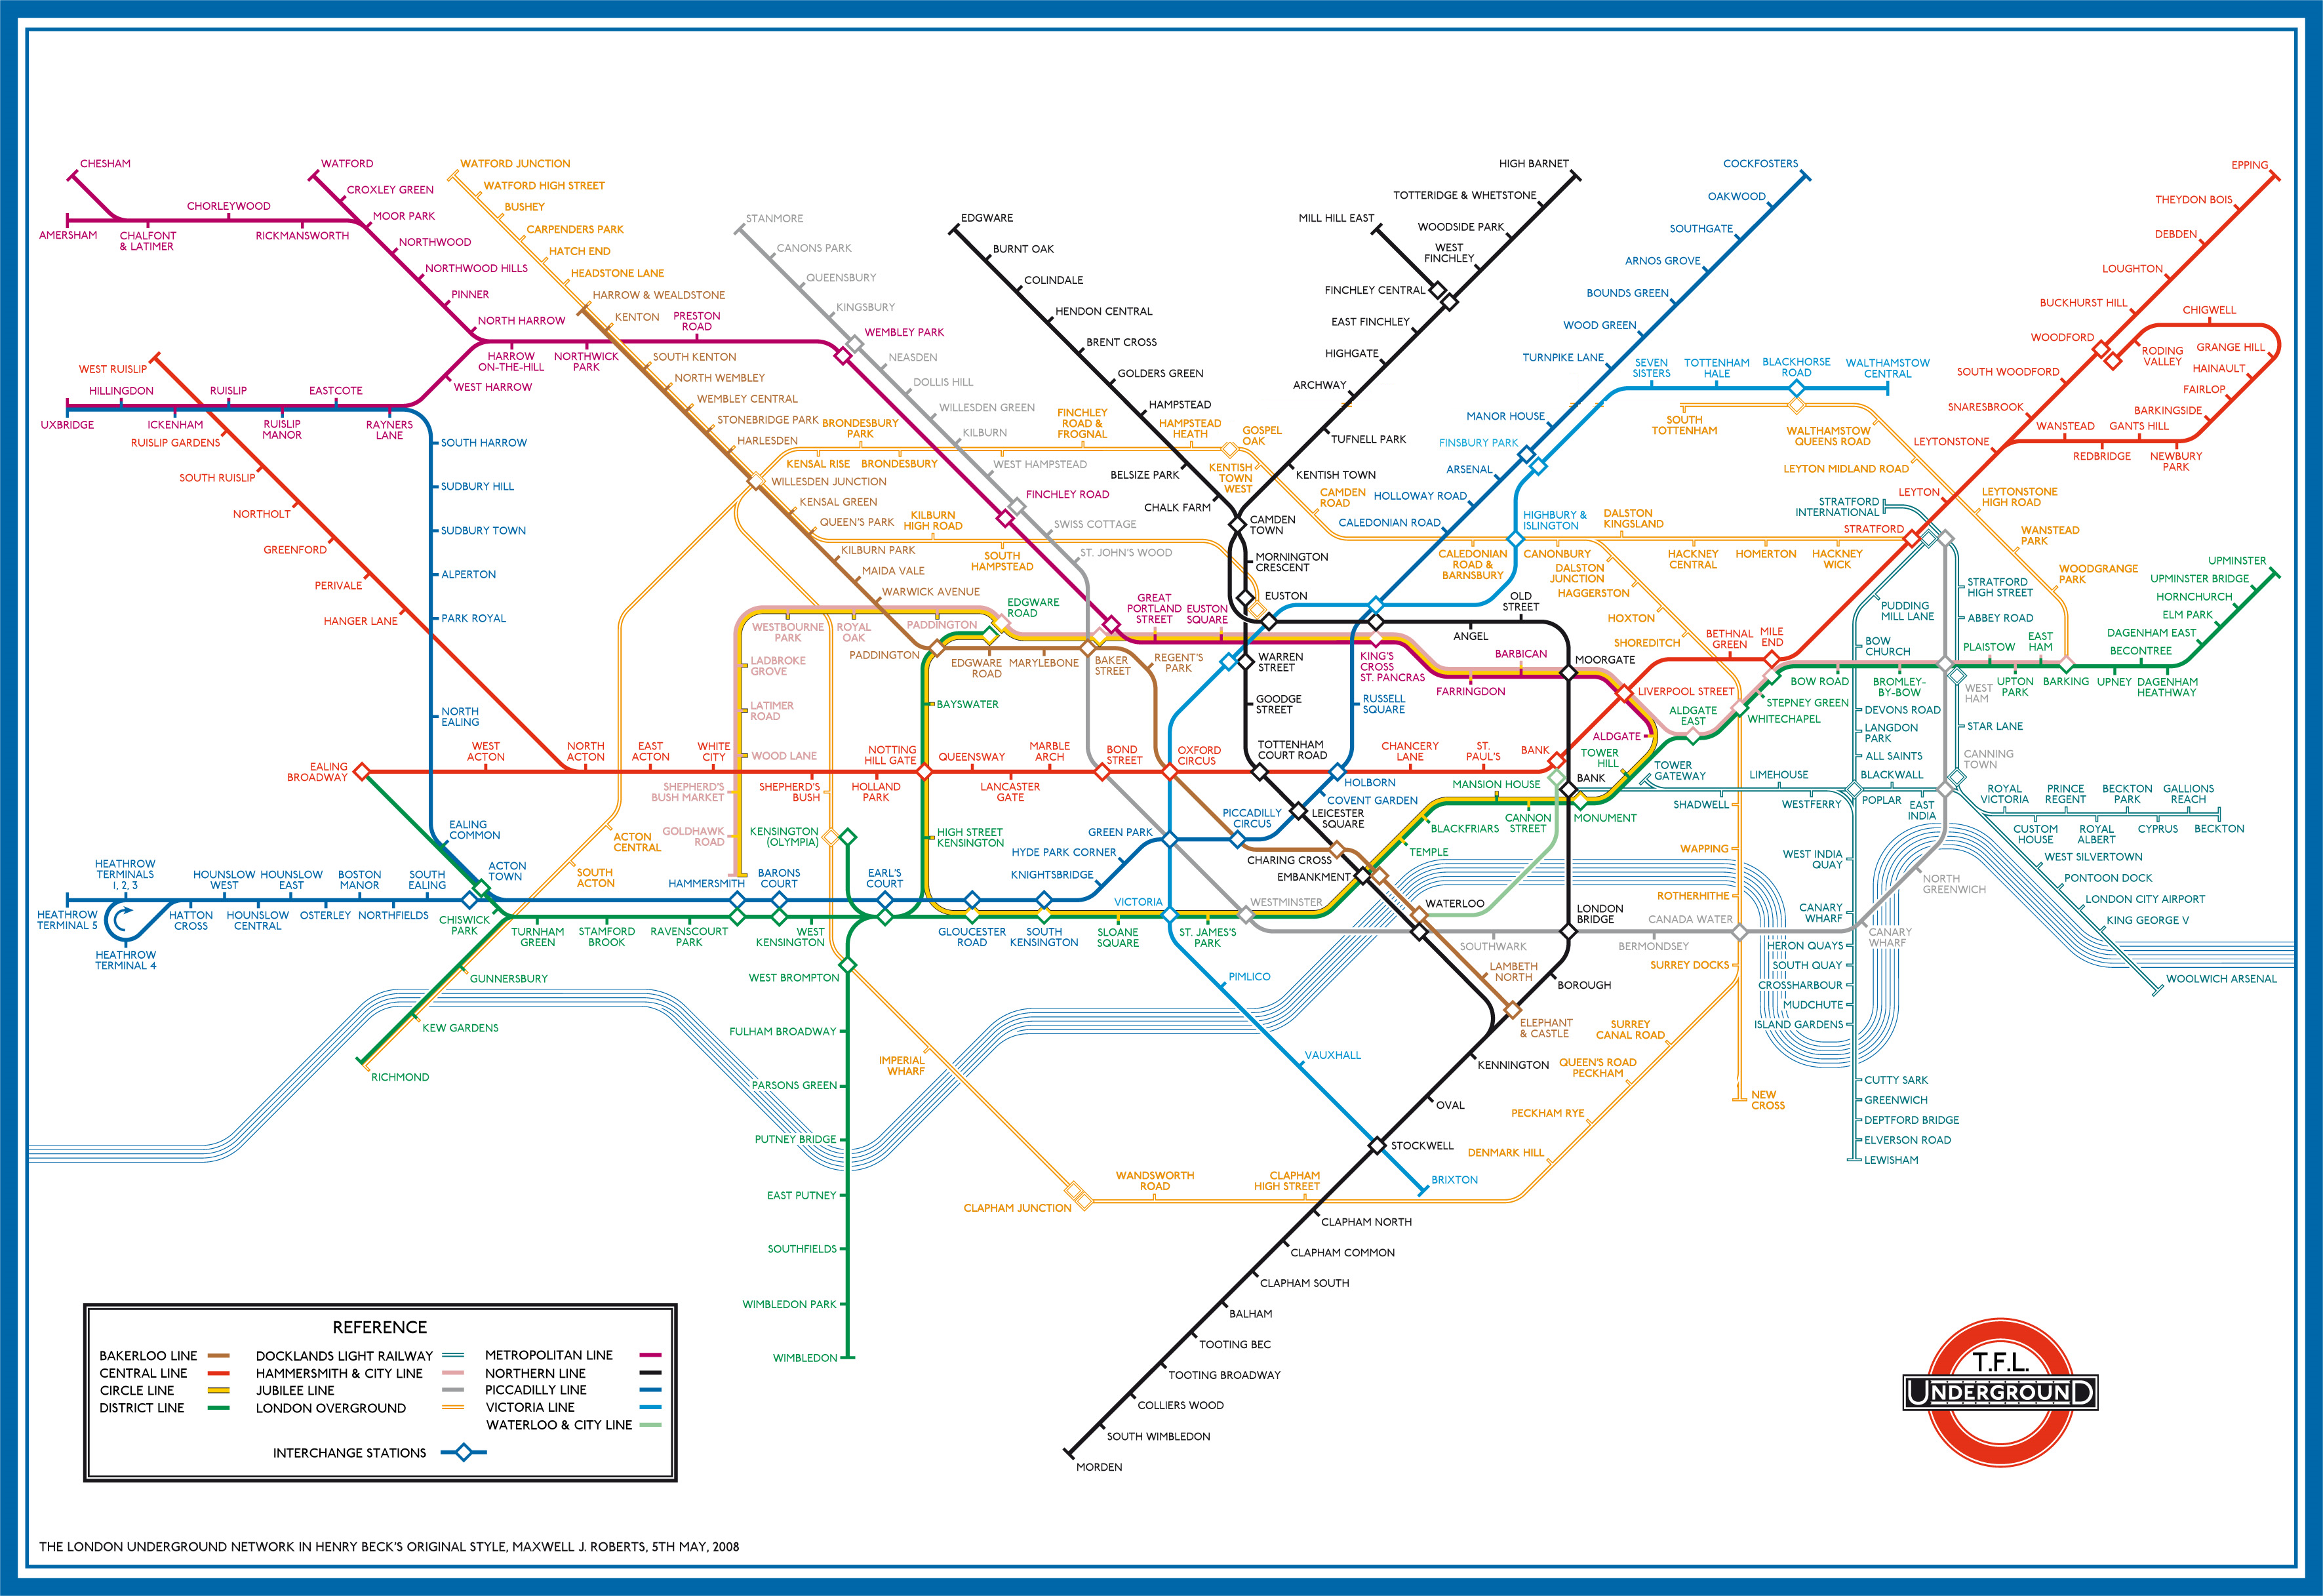 CHESHAM
WATFORD
WATFORD JUNCTION
HIGH BARNET
COCKFOSTERS
EPPING
CROXLEY GREEN
WATFORD HIGH STREET
TOTTERIDGE & WHETSTONE
OAKWOOD
THEYDON BOIS
CHORLEYWOOD
MOOR PARK
BUSHEY
STANMORE
EDGWARE
MILL HILL EAST
WOODSIDE PARK
SOUTHGATE
DEBDEN
AMERSHAM
CHALFONT
& LATIMER
RICKMANSWORTH
NORTHWOOD
CARPENDERS PARK
CANONS PARK
BURNT OAK
WEST
FINCHLEY
ARNOS GROVE
LOUGHTON
NORTHWOOD HILLS
HATCH END
QUEENSBURY
COLINDALE
FINCHLEY CENTRAL
BOUNDS GREEN
BUCKHURST HILL
PINNER
HEADSTONE LANE
KINGSBURY
HENDON CENTRAL
EAST FINCHLEY
WOOD GREEN
CHIGWELL
NORTH HARROW
HARROW & WEALDSTONE
KENTON
PRESTON
ROAD
WEMBLEY PARK
BRENT CROSS
HIGHGATE
TURNPIKE LANE
WOODFORD
RODING
VALLEY
GRANGE HILL
WEST RUISLIP
HARROW
ON-THE-HILL
NORTHWICK
PARK
SOUTH KENTON
NEASDEN
GOLDERS GREEN
ARCHWAY
SEVEN
SISTERS
TOTTENHAM
HALE
BLACKHORSE
ROAD
WALTHAMSTOW
CENTRAL
SOUTH WOODFORD
HAINAULT
HILLINGDON
RUISLIP
EASTCOTE
WEST HARROW
NORTH WEMBLEY
DOLLIS HILL
HAMPSTEAD
FAIRLOP
UXBRIDGE
ICKENHAM
RUISLIP
MANOR
RAYNERS
LANE
WEMBLEY CENTRAL
WILLESDEN GREEN
MANOR HOUSE
SOUTH
TOTTENHAM
WALTHAMSTOW
QUEENS ROAD
SNARESBROOK
BARKINGSIDE
RUISLIP GARDENS
SOUTH HARROW
STONEBRIDGE PARK
BRONDESBURY
PARK
KILBURN
FINCHLEY
ROAD &
FROGNAL
HAMPSTEAD
HEATH
GOSPEL
OAK
TUFNELL PARK
FINSBURY PARK
LEYTONSTONE
WANSTEAD
GANTS HILL
REDBRIDGE
NEWBURY
PARK
SOUTH RUISLIP
SUDBURY HILL
HARLESDEN
KENSAL RISE
BRONDESBURY
WEST HAMPSTEAD
BELSIZE PARK
KENTISH
TOWN
WEST
KENTISH TOWN
ARSENAL
LEYTON MIDLAND ROAD
NORTHOLT
WILLESDEN JUNCTION
FINCHLEY ROAD
CHALK FARM
CAMDEN
ROAD
HOLLOWAY ROAD
STRATFORD
INTERNATIONAL
LEYTON
LEYTONSTONE
HIGH ROAD
SUDBURY TOWN
KENSAL GREEN
KILBURN
HIGH ROAD
SWISS COTTAGE
CAMDEN
TOWN
CALEDONIAN ROAD
HIGHBURY &
ISLINGTON
DALSTON
KINGSLAND
STRATFORD
WANSTEAD
PARK
GREENFORD
QUEEN'S PARK
SOUTH
HAMPSTEAD
ST. JOHN'S WOOD
MORNINGTON
CRESCENT
CALEDONIAN
ROAD &
BARNSBURY
CANONBURY
DALSTON
JUNCTION
HACKNEY
CENTRAL
HOMERTON
HACKNEY
WICK
WOODGRANGE
PARK
UPMINSTER
PERIVALE
ALPERTON
KILBURN PARK
MAIDA VALE
HAGGERSTON
STRATFORD
HIGH STREET
UPMINSTER BRIDGE
HANGER LANE
PARK ROYAL
WARWICK AVENUE
EDGWARE
ROAD
GREAT
PORTLAND
STREET
EUSTON
SQUARE
EUSTON
OLD
STREET
HOXTON
PUDDING
MILL LANE
ABBEY ROAD
HORNCHURCH
ELM PARK
WESTBOURNE
PARK
ROYAL
OAK
PADDINGTON
ANGEL
SHOREDITCH
BETHNAL
GREEN
MILE
END
BOW
CHURCH
PLAISTOW
EAST
HAM
DAGENHAM EAST
BECONTREE
LADBROKE
GROVE
PADDINGTON
EDGWARE
ROAD
MARYLEBONE
BAKER
STREET
REGENT'S
PARK
WARREN
STREET
KING'S
CROSS
ST. PANCRAS
BARBICAN
FARRINGDON
MOORGATE
BOW ROAD
BROMLEY-
BY-BOW
WEST
HAM
UPTON
PARK
BARKING
UPNEY
DAGENHAM
HEATHWAY
NORTH
EALING
LATIMER
ROAD
BAYSWATER
GOODGE
STREET
RUSSELL
SQUARE
LIVERPOOL STREET
ALDGATE
EAST
STEPNEY GREEN
WHITECHAPEL
DEVONS ROAD
LANGDON
PARK
STAR LANE
EALING
BROADWAY
WEST
ACTON
NORTH
ACTON
EAST
ACTON
WHITE
CITY
WOOD LANE
NOTTING
HILL GATE
QUEENSWAY
MARBLE
ARCH
BOND
STREET
OXFORD
CIRCUS
TOTTENHAM
COURT ROAD
CHANCERY
LANE
ST.
PAUL'S
BANK
ALDGATE
TOWER
HILL
ALL SAINTS
CANNING
TOWN
SHEPHERD'S
BUSH MARKET
SHEPHERD'S
BUSH
HOLLAND
PARK
LANCASTER
GATE
HOLBORN
MANSION HOUSE
BANK
TOWER
GATEWAY
LIMEHOUSE
BLACKWALL
SHADWELL
WESTFERRY
POPLAR
EAST
INDIA
ROYAL
VICTORIA
PRINCE
REGENT
BECKTON
PARK
GALLIONS
REACH
EALING
COMMON
ACTON
CENTRAL
GOLDHAWK
ROAD
KENSINGTON
(OLYMPIA)
HIGH STREET
KENSINGTON
GREEN PARK
PICCADILLY
CIRCUS
COVENT GARDEN
LEICESTER
SQUARE
BLACKFRIARS
CANNON
STREET
MONUMENT
CUSTOM
HOUSE
ROYAL
ALBERT
CYPRUS
BECKTON
HYDE PARK CORNER
CHARING CROSS
TEMPLE
WAPPING
WEST INDIA
QUAY
WEST SILVERTOWN
HEATHROW
TERMINALS
1, 2, 3
HOUNSLOW
WEST
HOUNSLOW
EAST
BOSTON
MANOR
SOUTH
EALING
ACTON
TOWN
SOUTH
ACTON
HAMMERSMITH
BARONS
COURT
EARL'S
COURT
KNIGHTSBRIDGE
EMBANKMENT
ROTHERHITHE
NORTH
GREENWICH
PONTOON DOCK
LONDON CITY AIRPORT
HEATHROW
TERMINAL 5
HATTON
CROSS
HOUNSLOW
CENTRAL
OSTERLEY
NORTHFIELDS
CHISWICK
PARK
TURNHAM
GREEN
STAMFORD
BROOK
RAVENSCOURT
PARK
WEST
KENSINGTON
GLOUCESTER
ROAD
SOUTH
KENSINGTON
SLOANE
SQUARE
VICTORIA
ST. JAMES'S
PARK
WESTMINSTER
WATERLOO
SOUTHWARK
LONDON
BRIDGE
BERMONDSEY
CANADA WATER
CANARY
WHARF
CANARY
WHARF
KING GEORGE V
HEATHROW
TERMINAL 4
GUNNERSBURY
WEST BROMPTON
PIMLICO
LAMBETH
NORTH
BOROUGH
SURREY DOCKS
HERON QUAYS
SOUTH QUAY
CROSSHARBOUR
MUDCHUTE
ISLAND GARDENS
WOOLWICH ARSENAL
KEW GARDENS
FULHAM BROADWAY
IMPERIAL
WHARF
VAUXHALL
ELEPHANT
& CASTLE
SURREY
CANAL ROAD
RICHMOND
PARSONS GREEN
KENNINGTON
QUEEN'S ROAD
PECKHAM
NEW
CROSS
CUTTY SARK
GREENWICH
PUTNEY BRIDGE
OVAL
PECKHAM RYE
DEPTFORD BRIDGE
STOCKWELL
DENMARK HILL
ELVERSON ROAD
LEWISHAM
EAST PUTNEY
CLAPHAM JUNCTION
WANDSWORTH
ROAD
CLAPHAM
HIGH STREET
BRIXTON
CLAPHAM NORTH
SOUTHFIELDS
CLAPHAM COMMON
CLAPHAM SOUTH
WIMBLEDON PARK
BALHAM
TOOTING BEC
WIMBLEDON
TOOTING BROADWAY
COLLIERS WOOD
SOUTH WIMBLEDON
MORDEN
REFERENCE
BAKERLOO LINE
CENTRAL LINE
CIRCLE LINE
DISTRICT LINE
DOCKLANDS LIGHT RAILWAY
HAMMERSMITH & CITY LINE
JUBILEE LINE
LONDON OVERGROUND
METROPOLITAN LINE
NORTHERN LINE
PICCADILLY LINE
VICTORIA LINE
WATERLOO & CITY LINE
INTERCHANGE STATIONS
T.F.L.
UNDERGROUND
THE LONDON UNDERGROUND NETWORK IN HENRY BECK'S ORIGINAL STYLE, MAXWELL J. ROBERTS, 5TH MAY, 2008